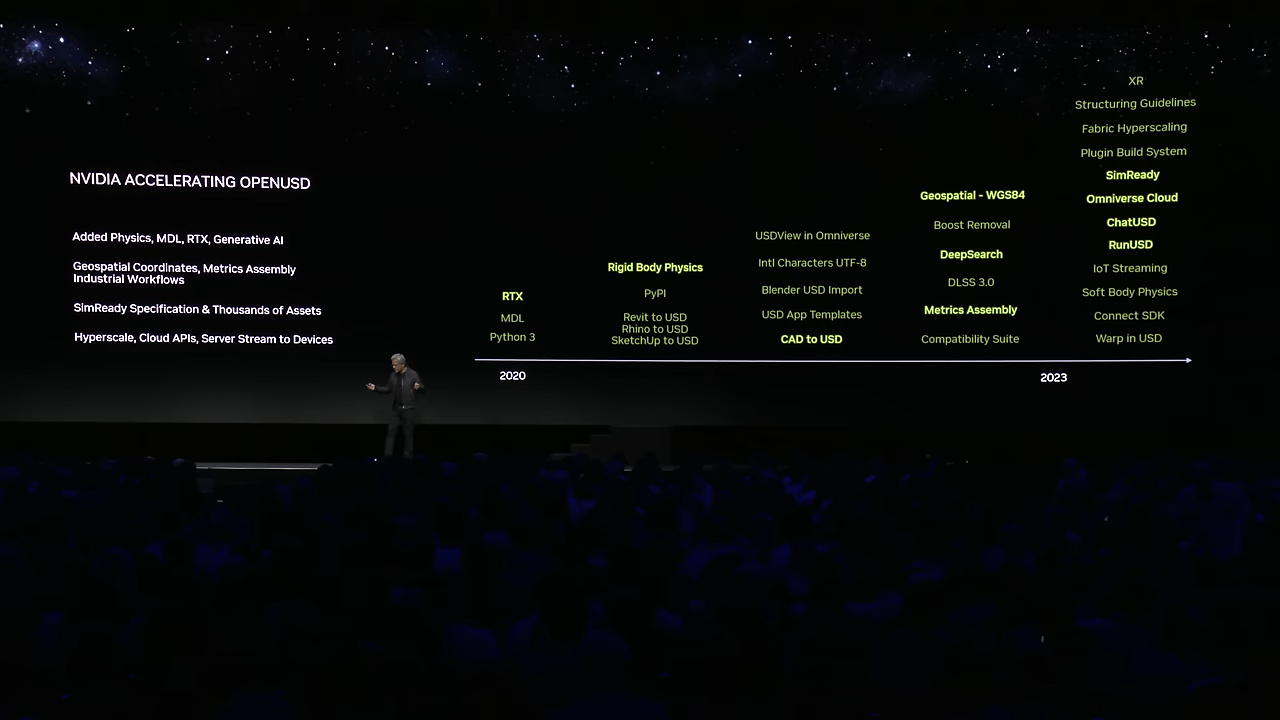 NVIDIA ACCELERATING OPENUSD
Added Physics, MDL, RTX, Generative AI
Geospatial Coordinates, Metrics Assembly
Industrial Workflows
SimReady Specification & Thousands of Assets
Hyperscale, Cloud APIs, Server Stream to Devices
RTX
MDL
Python 3
Rigid Body Physics
PyPI
Revit to USD
Rhino to USD
SketchUp to USD
USDView in Omniverse
Intl Characters UTF-8
Blender USD Import
USD App Templates
CAD to USD
Geospatial - WGS84
Boost Removal
DeepSearch
DLSS 3.0
Metrics Assembly
Compatibility Suite
XR
Structuring Guidelines
Fabric Hyperscaling
Plugin Build System
SimReady
Omniverse Cloud
ChatUSD
RunUSD
IoT Streaming
Soft Body Physics
Connect SDK
Warp in USD
2020
2023